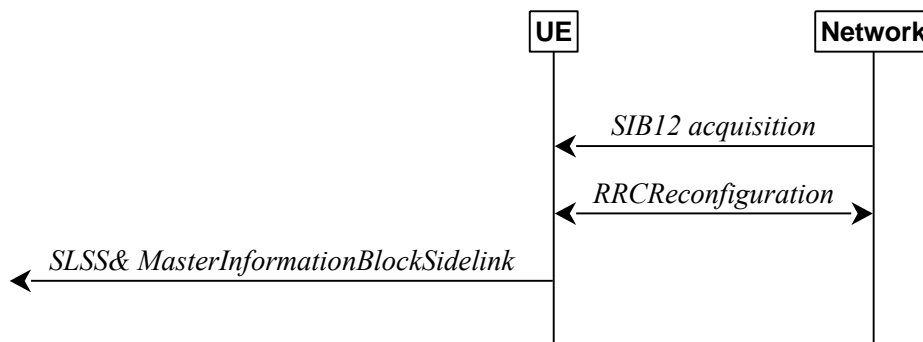 UE
Network
SIB12 acquisition
RRCReconfiguration
SLSS& MasterInformationBlockSidelink